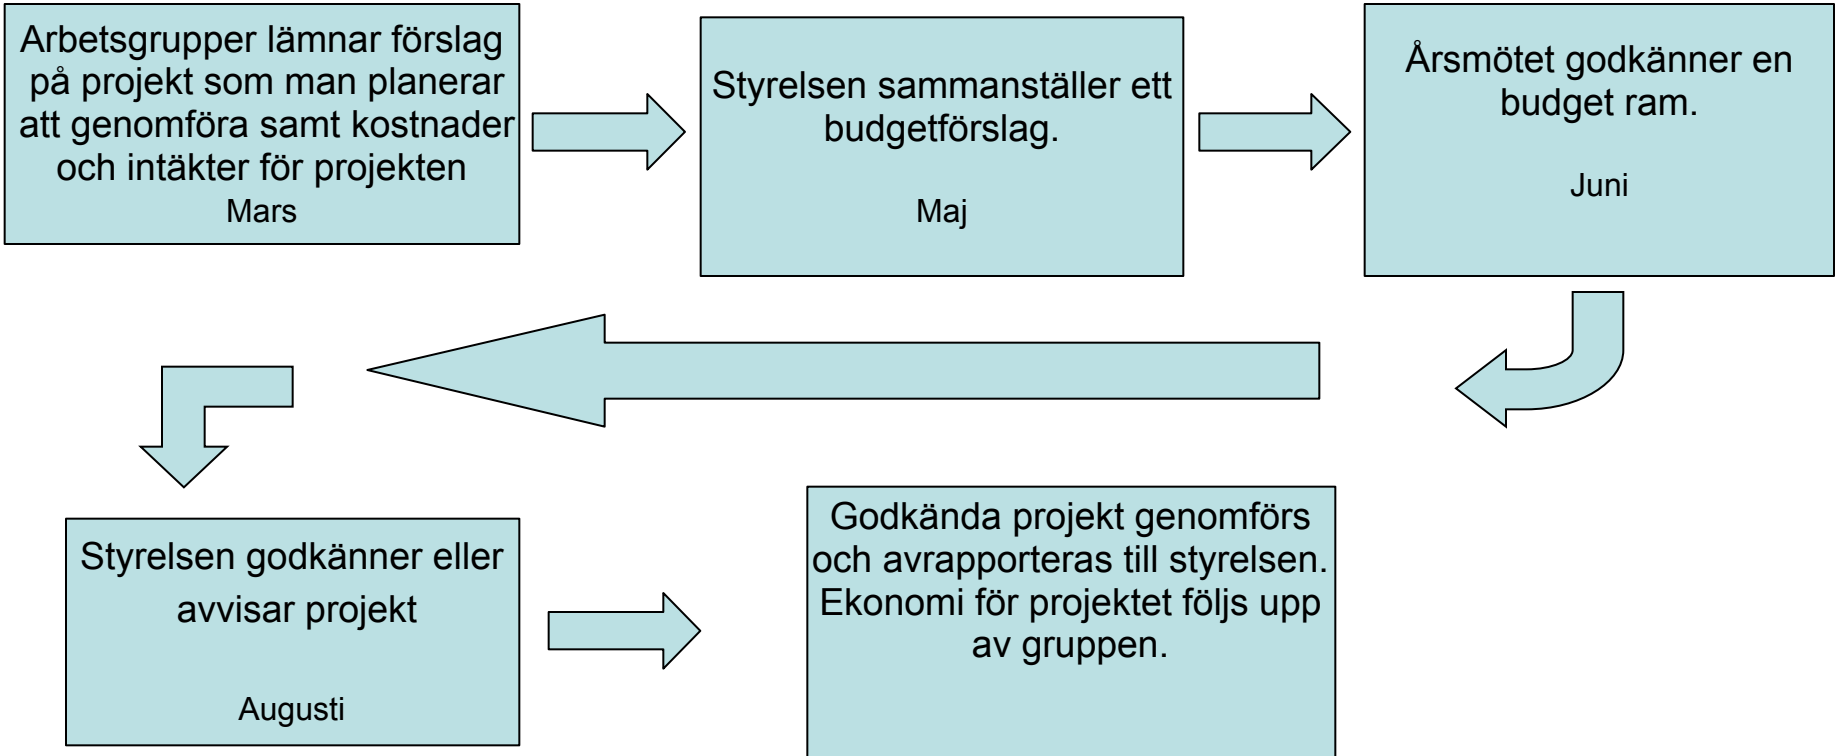 Arbetsgrupper lämnar förslag
på projekt som man planerar
att genomföra samt kostnader
och intäkter för projekten
Mars
Styrelsen sammanställer ett
budgetförslag.
Maj
Årsmötet godkänner en
budget ram.
Juni
Styrelsen godkänner eller
avvisar projekt
Augusti
Godkända projekt genomförs
och avrapporteras till styrelsen.
Ekonomi för projektet följs upp
av gruppen.